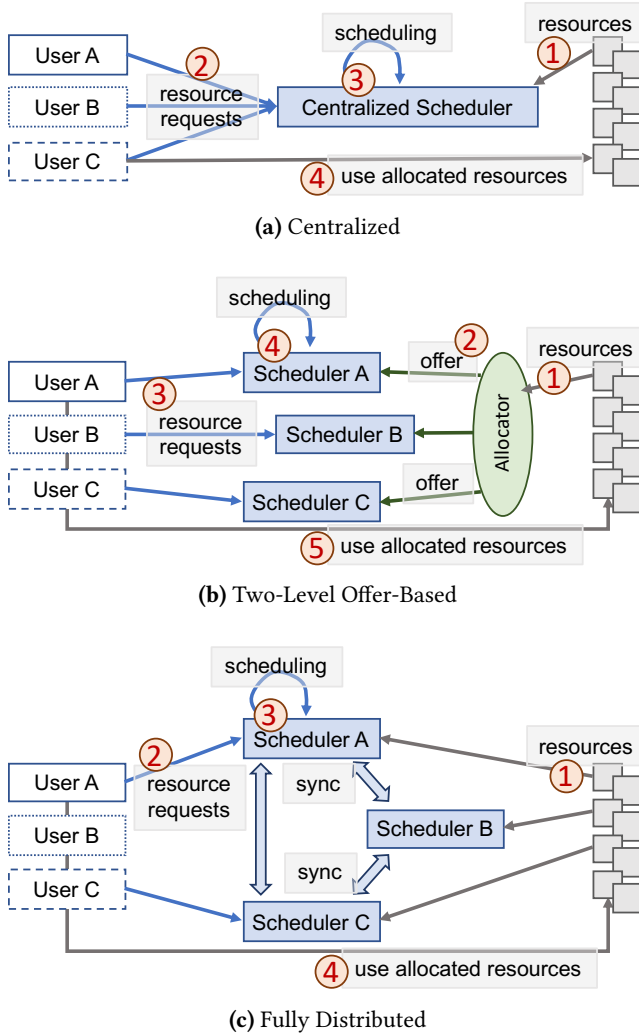 scheduling
resources
User A
2
1
3
User B
resource
requests
Centralized Scheduler
User C
4 use allocated resources
(a) Centralized
scheduling
2
resources
4
offer
1
User A
Scheduler A
3
User B
resource
requests
Scheduler B
Allocator
User C
offer
Scheduler C
5 use allocated resources
(b) Two-Level Offer-Based
scheduling
3
2
Scheduler A
resources
1
User A
resource
requests
sync
User B
Scheduler B
User C
sync
Scheduler C
4 use allocated resources
(c) Fully Distributed